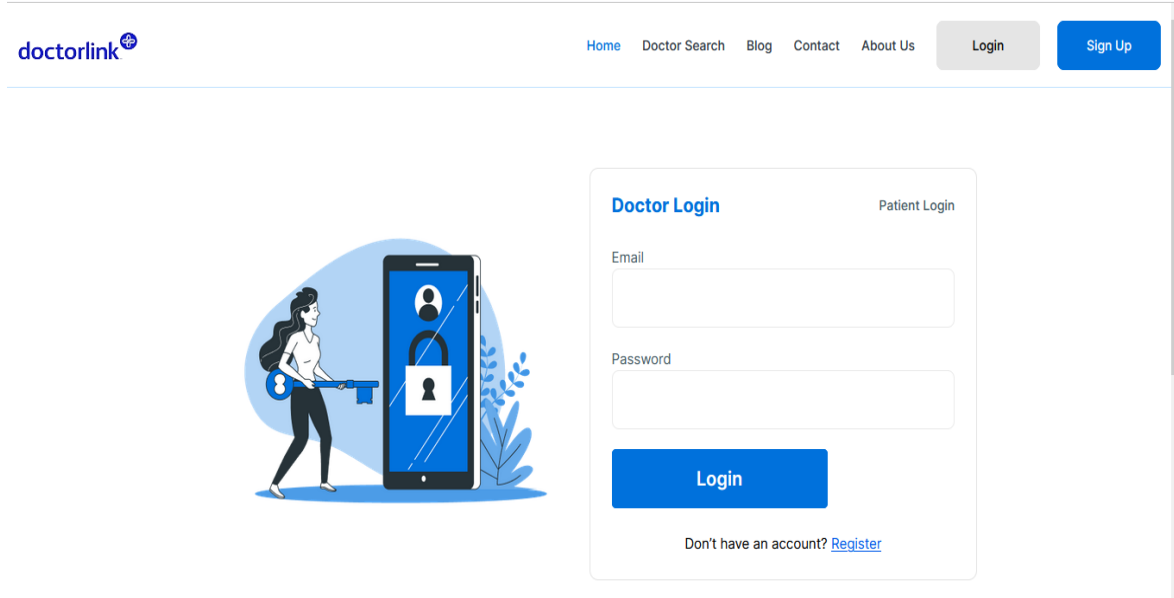 doctorlink
Home Doctor Search Blog Contact About Us Login Sign Up
Doctor Login Patient Login
Email
Password
Login
Don't have an account? Register